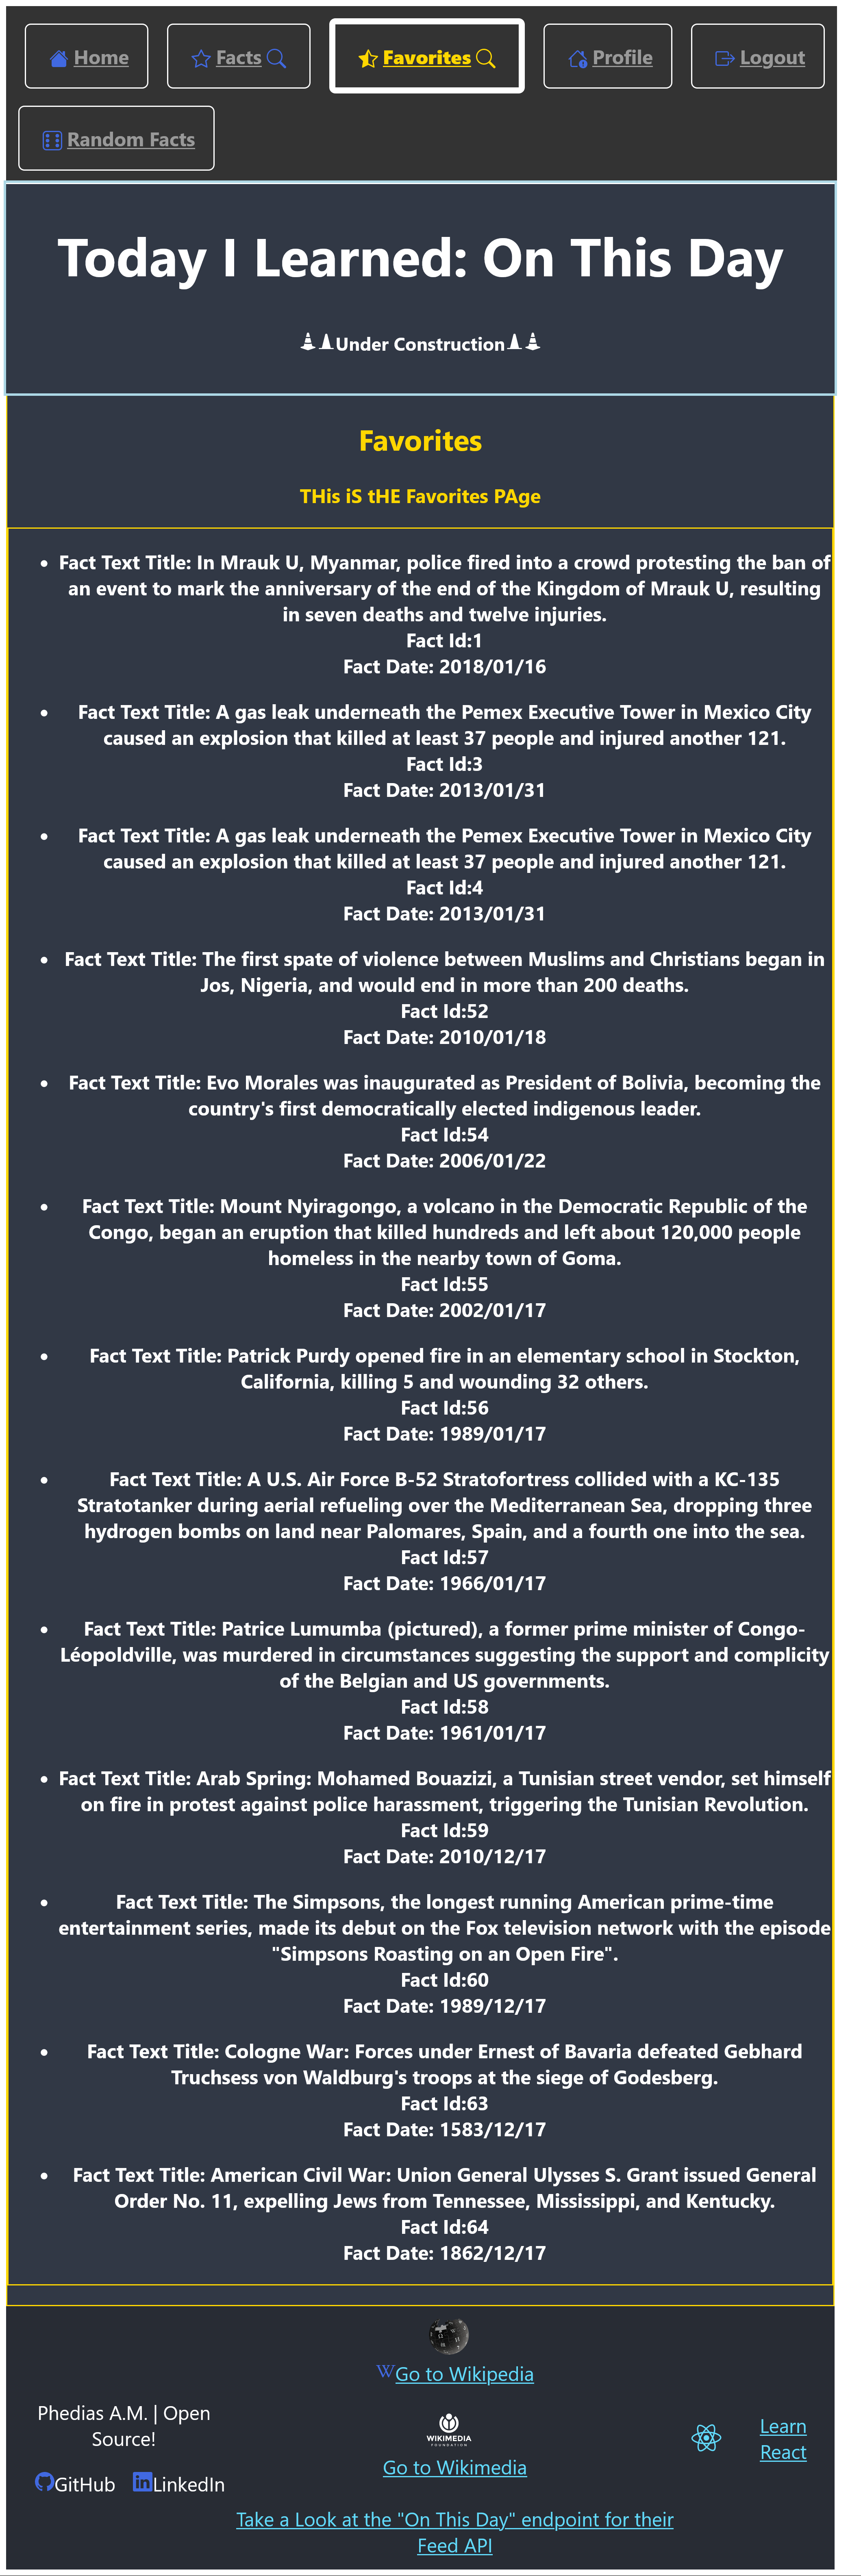 Home
Facts
Favorites
Profile
Logout
Random Facts
Today I Learned: On This Day
Under Construction
Favorites
THis iS tHE Favorites PAge
Fact Text Title: In Mrauk U, Myanmar, police fired into a crowd protesting the ban of
an event to mark the anniversary of the end of the Kingdom of Mrauk U, resulting
in seven deaths and twelve injuries.
Fact Id:1
Fact Date: 2018/01/16
Fact Text Title: A gas leak underneath the Pemex Executive Tower in Mexico City
caused an explosion that killed at least 37 people and injured another 121.
Fact Id:3
Fact Date: 2013/01/31
Fact Text Title: A gas leak underneath the Pemex Executive Tower in Mexico City
caused an explosion that killed at least 37 people and injured another 121.
Fact Id:4
Fact Date: 2013/01/31
Fact Text Title: The first spate of violence between Muslims and Christians began in
Jos, Nigeria, and would end in more than 200 deaths.
Fact Id:52
Fact Date: 2010/01/18
Fact Text Title: Evo Morales was inaugurated as President of Bolivia, becoming the
country's first democratically elected indigenous leader.
Fact Id:54
Fact Date: 2006/01/22
Fact Text Title: Mount Nyiragongo, a volcano in the Democratic Republic of the
Congo, began an eruption that killed hundreds and left about 120,000 people
homeless in the nearby town of Goma.
Fact Id:55
Fact Date: 2002/01/17
Fact Text Title: Patrick Purdy opened fire in an elementary school in Stockton,
California, killing 5 and wounding 32 others.
Fact Id:56
Fact Date: 1989/01/17
Fact Text Title: A U.S. Air Force B-52 Stratofortress collided with a KC-135
Stratotanker during aerial refueling over the Mediterranean Sea, dropping three
hydrogen bombs on land near Palomares, Spain, and a fourth one into the sea.
Fact Id:57
Fact Date: 1966/01/17
Fact Text Title: Patrice Lumumba (pictured), a former prime minister of Congo-
Léopoldville, was murdered in circumstances suggesting the support and complicity
of the Belgian and US governments.
Fact Id:58
Fact Date: 1961/01/17
Fact Text Title: Arab Spring: Mohamed Bouazizi, a Tunisian street vendor, set himself
on fire in protest against police harassment, triggering the Tunisian Revolution.
Fact Id:59
Fact Date: 2010/12/17
Fact Text Title: The Simpsons, the longest running American prime-time
entertainment series, made its debut on the Fox television network with the episode
"Simpsons Roasting on an Open Fire".
Fact Id:60
Fact Date: 1989/12/17
Fact Text Title: Cologne War: Forces under Ernest of Bavaria defeated Gebhard
Truchsess von Waldburg's troops at the siege of Godesberg.
Fact Id:63
Fact Date: 1583/12/17
Fact Text Title: American Civil War: Union General Ulysses S. Grant issued General
Order No. 11, expelling Jews from Tennessee, Mississippi, and Kentucky.
Fact Id:64
Fact Date: 1862/12/17
Phedias A.M. | Open
Source!
GitHub
LinkedIn
W Go to Wikipedia
WIKIMEDIA
FOUNDATION
Go to Wikimedia
Take a Look at the "On This Day" endpoint for their
Feed API
Learn
React